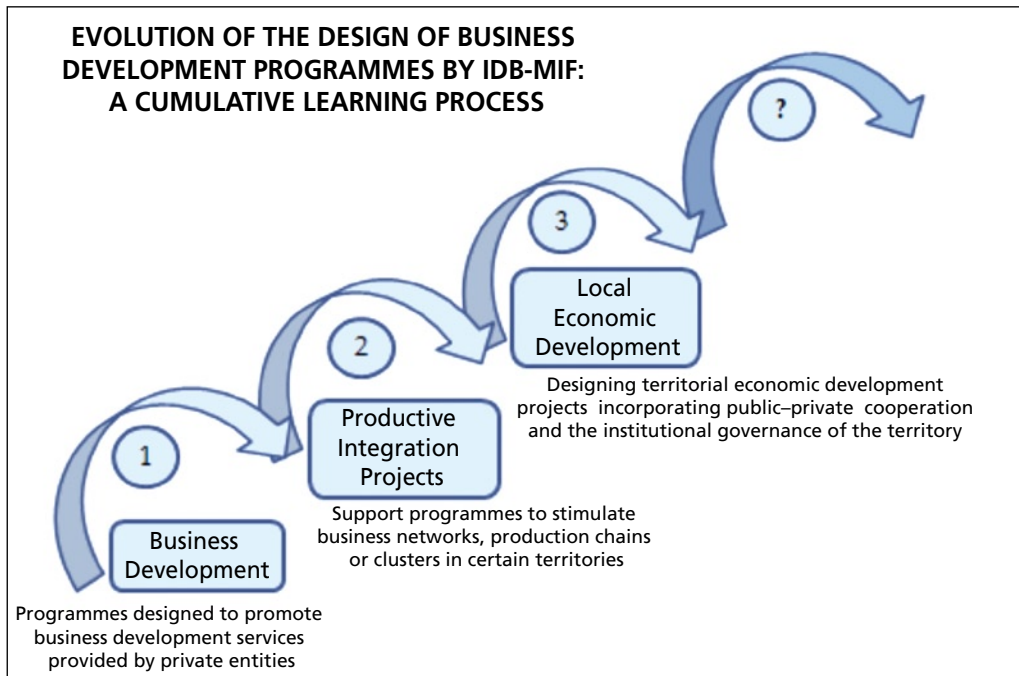 EVOLUTION OF THE DESIGN OF BUSINESS
DEVELOPMENT PROGRAMMES BY IDB-MIF:
A CUMULATIVE LEARNING PROCESS
1
Business
Development
Programmes designed to promote
business development services
provided by private entities
2
Productive
Integration
Projects
Support programmes to stimulate
business networks, production chains
or clusters in certain territories
3
Local
Economic
Development
Designing territorial economic development
projects incorporating public–private cooperation
and the institutional governance of the territory
?